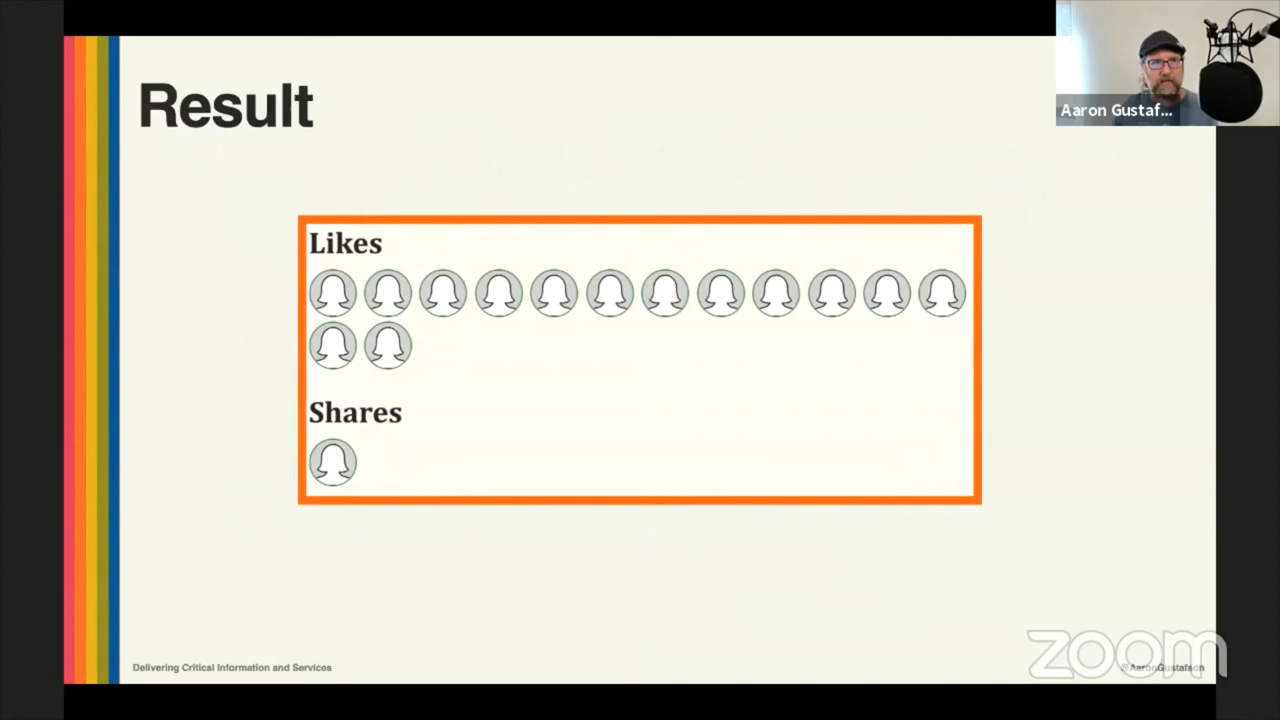 Result
Aaron Gustaf...
Likes
Shares
Delivering Critical Information and Services
@AaronGustafson
zoom